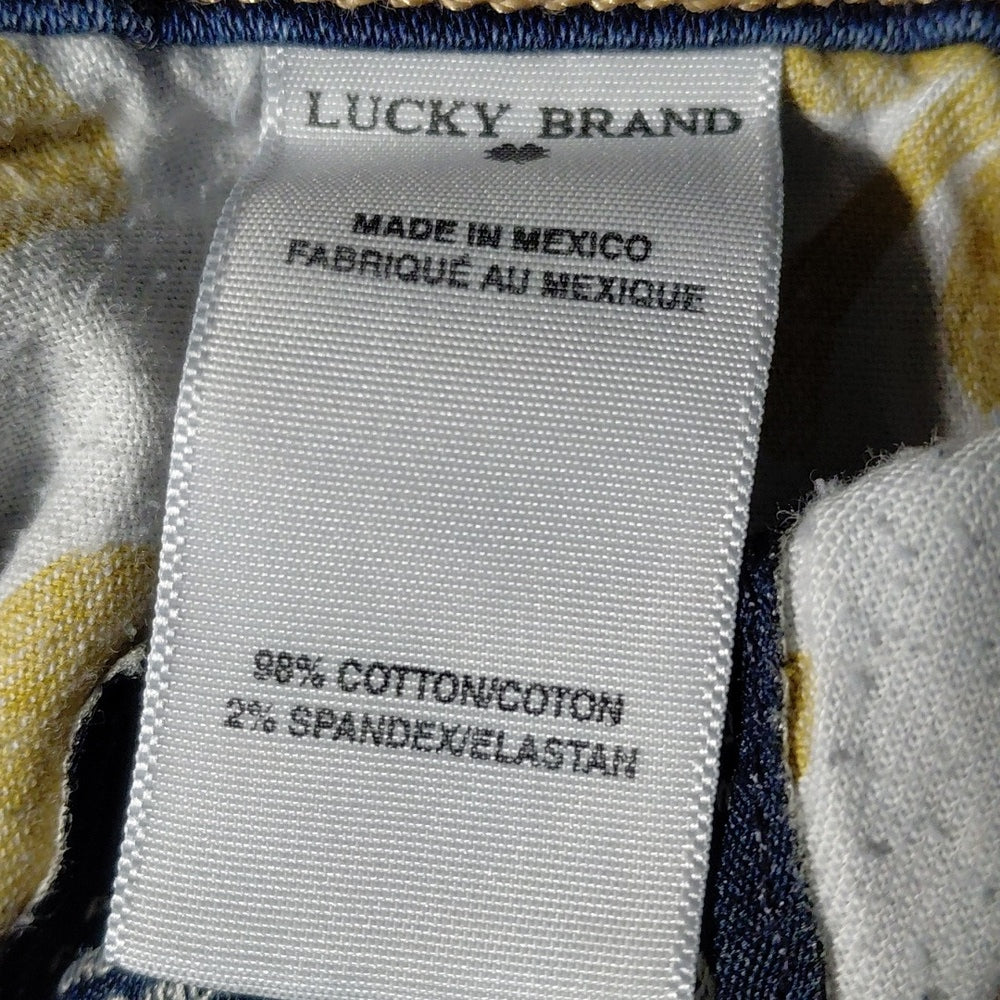 LUCKY BRAND
MADE IN MEXICO
FABRIQUÉ AU MEXIQUE
98% COTTON/COTON
2% SPANDEX/ELASTAN